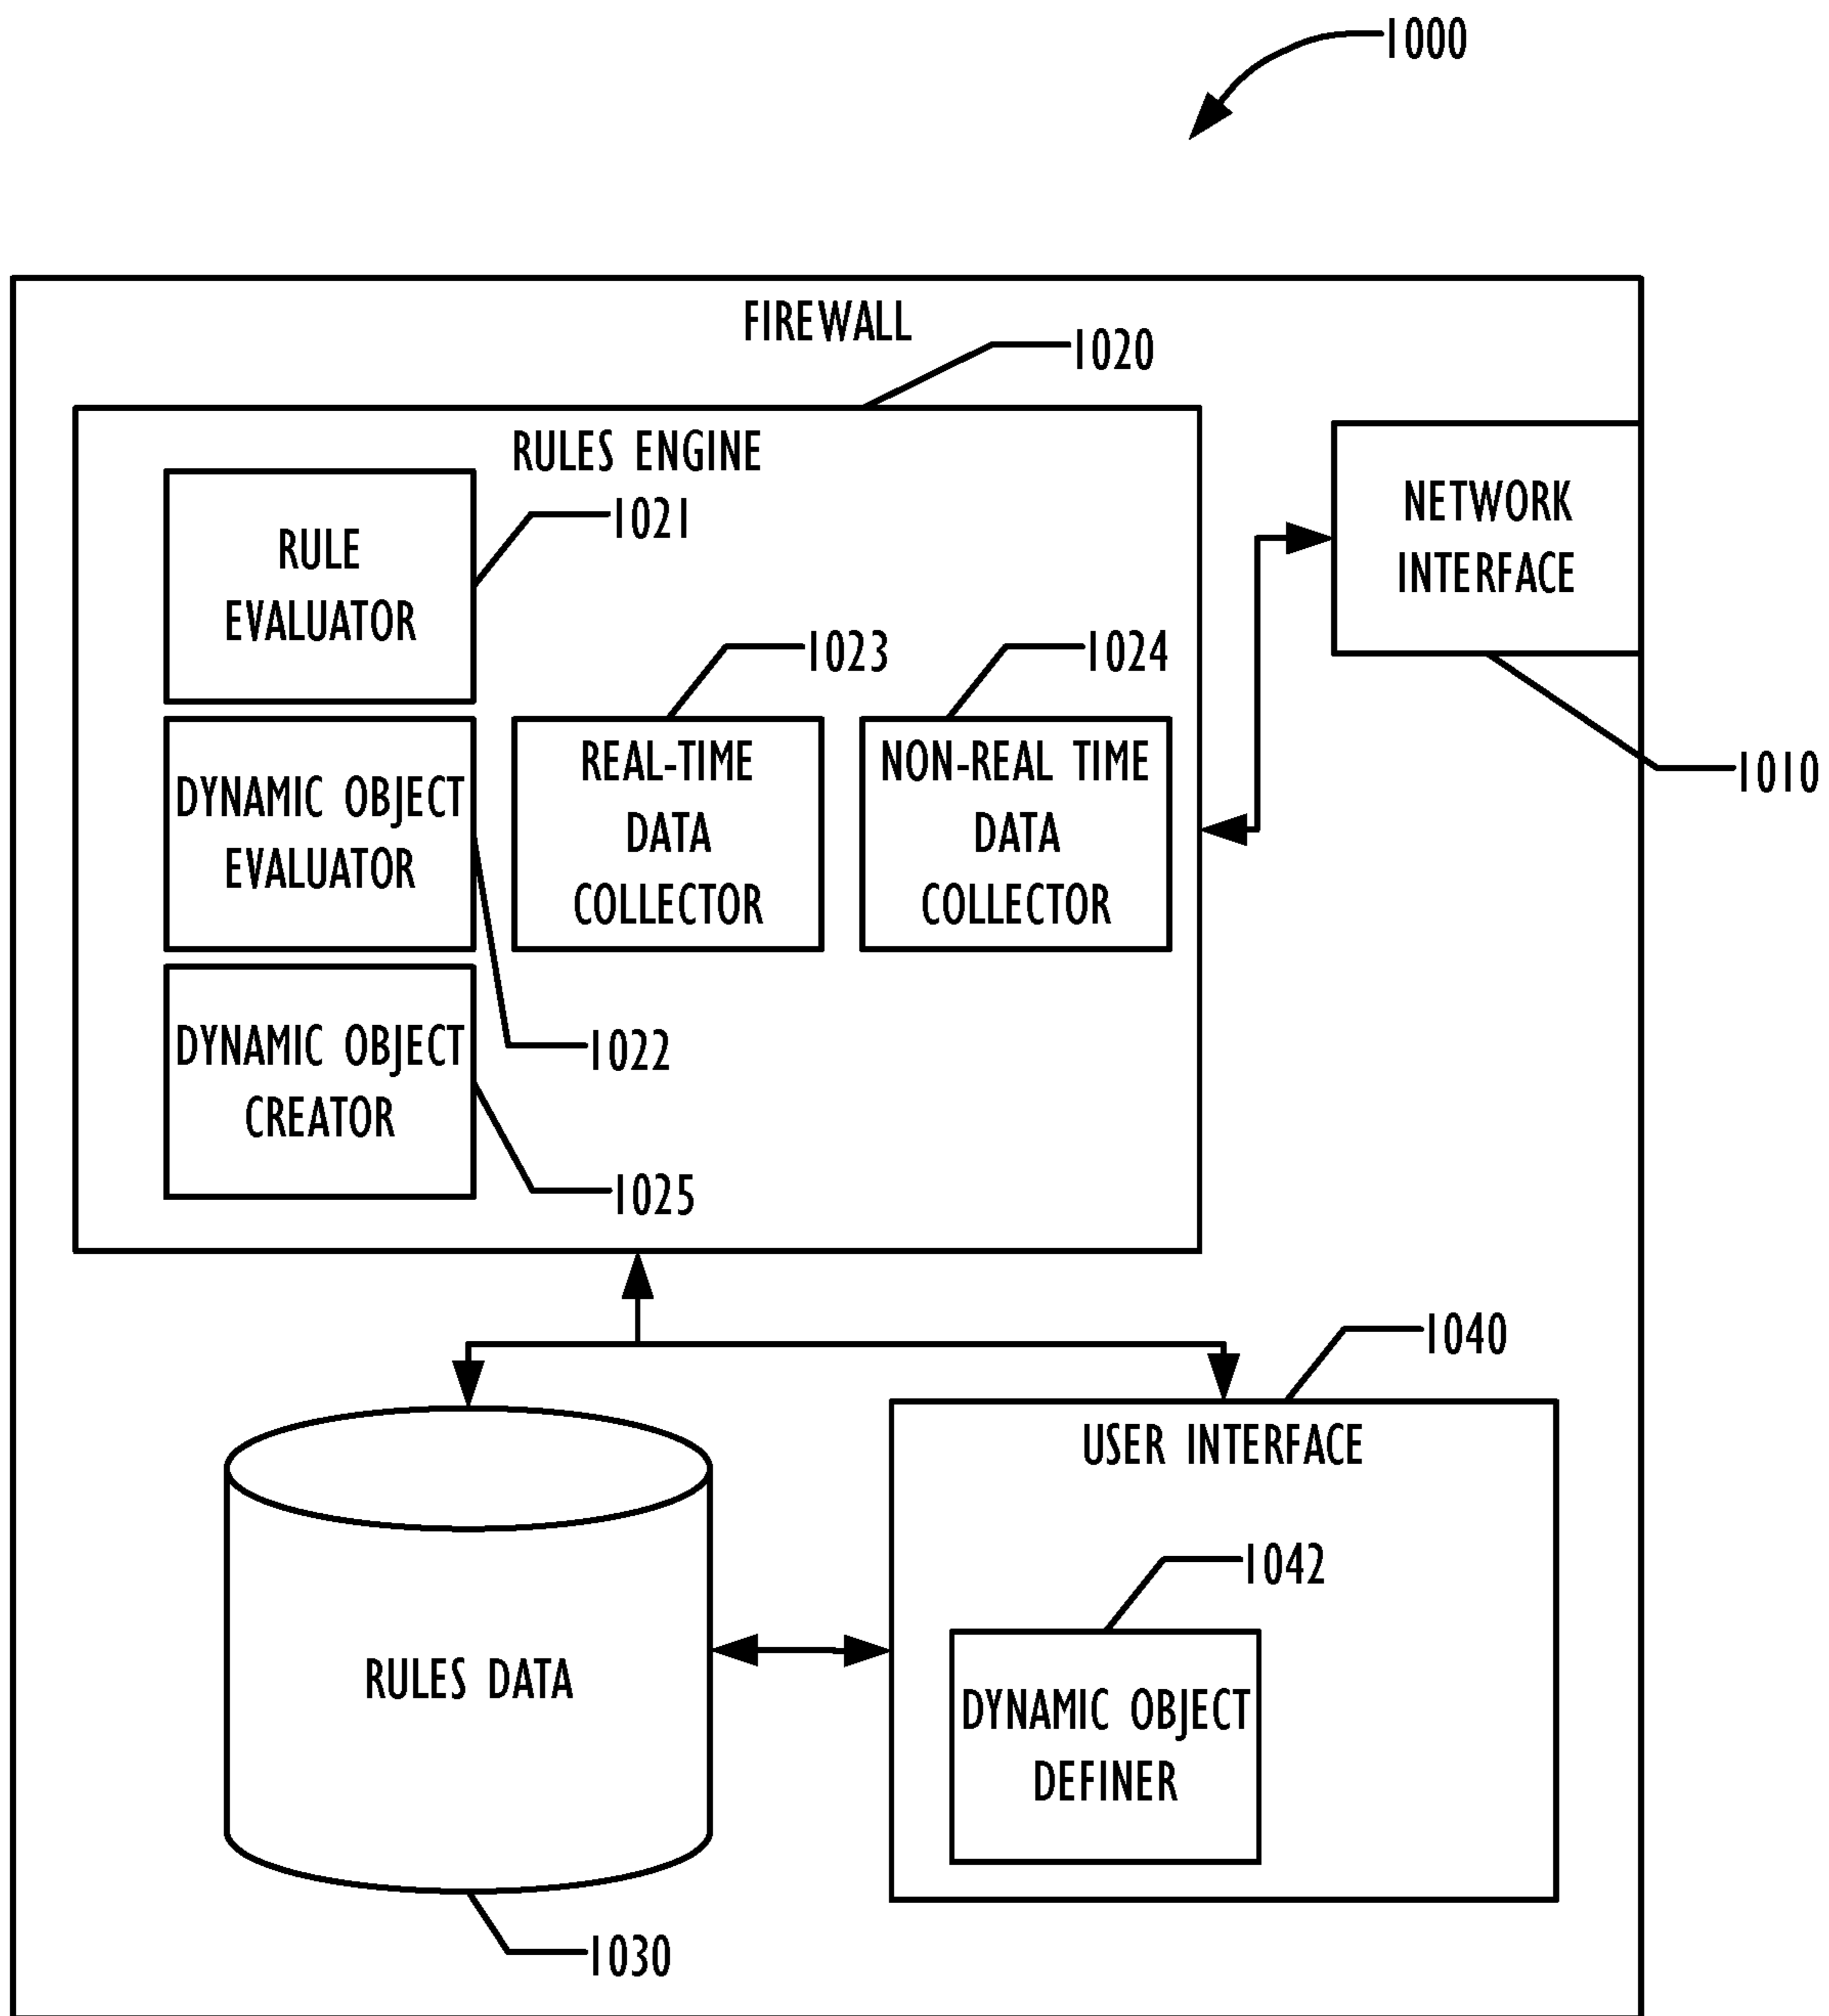 1000
FIREWALL
1020
RULES ENGINE
RULE
EVALUATOR
1021
NETWORK
INTERFACE
1010
1023
1024
DYNAMIC OBJECT
EVALUATOR
1022
REAL-TIME
DATA
COLLECTOR
NON-REAL TIME
DATA
COLLECTOR
DYNAMIC OBJECT
CREATOR
1025
1040
USER INTERFACE
1042
RULES DATA
DYNAMIC OBJECT
DEFINER
1030